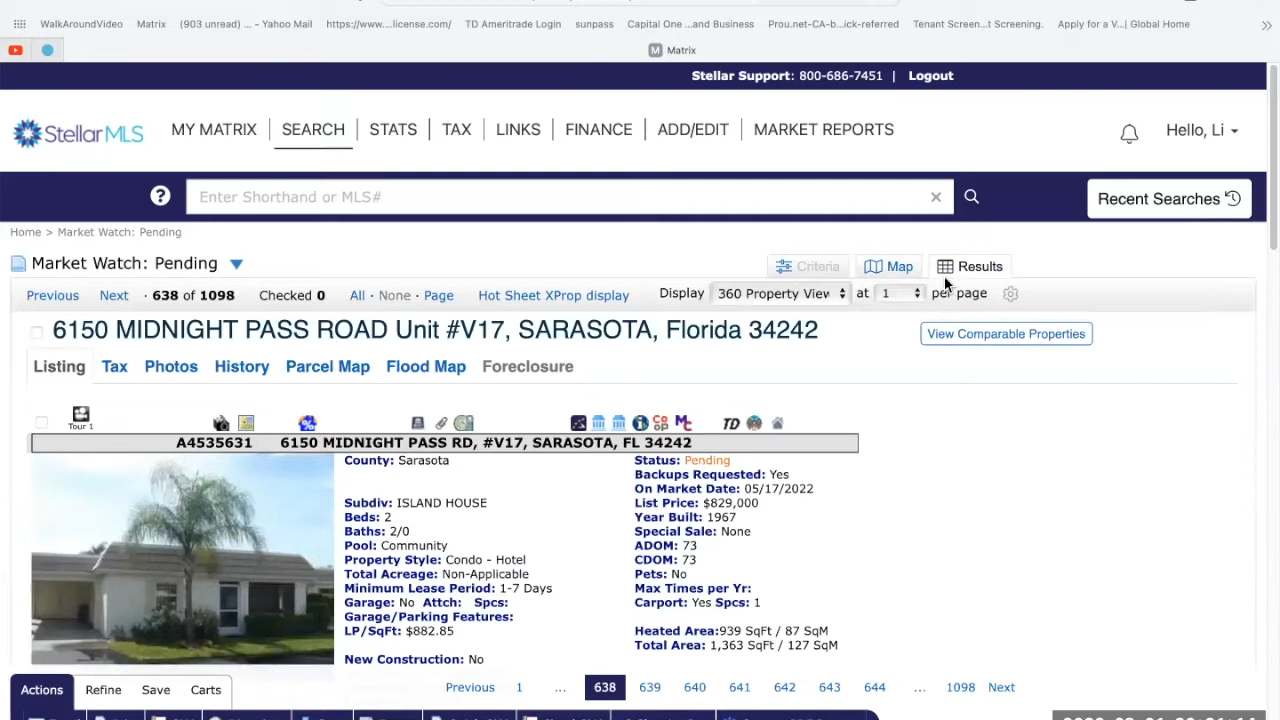 WalkAroundVideo Matrix (903 unread) ... - Yahoo Mail https://www....license.com/ TD Ameritrade Login sunpass Capital One ...and Business Prou.net-CA-b...ick-referred Tenant Screen...t Screening. Apply for a V...| Global Home
Matrix
Stellar Support: 800-686-7451 | Logout
StellarMLS MY MATRIX SEARCH STATS TAX LINKS FINANCE ADD/EDIT MARKET REPORTS Hello, Li
? Enter Shorthand or MLS# Recent Searches
Home > Market Watch: Pending
Market Watch: Pending Criteria Map Results
Previous Next · 638 of 1098 Checked 0 All · None · Page Hot Sheet XProp display Display 360 Property View at 1 per page
6150 MIDNIGHT PASS ROAD Unit #V17, SARASOTA, Florida 34242 View Comparable Properties
Listing Tax Photos History Parcel Map Flood Map Foreclosure
Tour 1 TD
A4535631 6150 MIDNIGHT PASS RD, #V17, SARASOTA, FL 34242
County: Sarasota Status: Pending
Backups Requested: Yes
On Market Date: 05/17/2022
Subdiv: ISLAND HOUSE List Price: $829,000
Beds: 2 Year Built: 1967
Baths: 2/0 Special Sale: None
Pool: Community ADOM: 73
Property Style: Condo - Hotel CDOM: 73
Total Acreage: Non-Applicable Pets: No
Minimum Lease Period: 1-7 Days Max Times per Yr:
Garage: No Attch: Spcs: Carport: Yes Spcs: 1
Garage/Parking Features:
LP/SqFt: $882.85 Heated Area:939 SqFt / 87 SqM
Total Area: 1,363 SqFt / 127 SqM
New Construction: No
Actions Refine Save Carts Previous 1 ... 638 639 640 641 642 643 644 ... 1098 Next